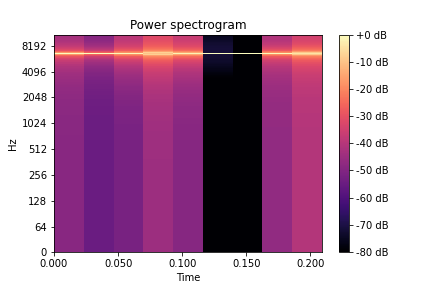 Power spectrogram
8192
4096
2048
1024
512
256
128
64
0
Hz
0.000 0.050 0.100 0.150 0.200
Time
+0 dB
-10 dB
-20 dB
-30 dB
-40 dB
-50 dB
-60 dB
-70 dB
-80 dB